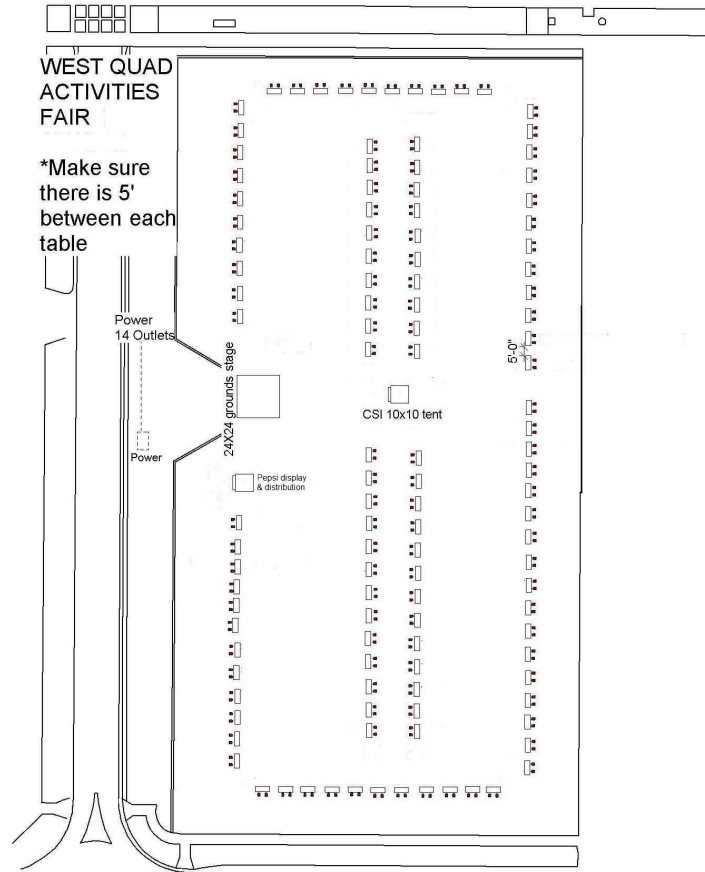 WEST QUAD
ACTIVITIES
FAIR
*Make sure
there is 5'
between each
table
Power
14 Outlets
Power
24X24 grounds stage
CSI 10x10 tent
5'-0"
Pepsi display
& distribution